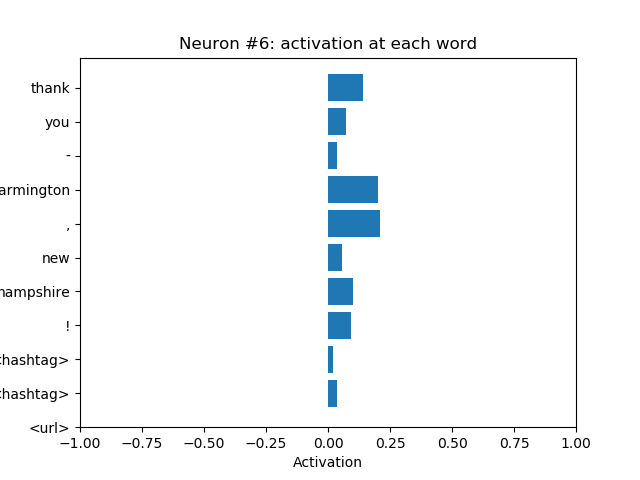 Neuron #6: activation at each word
thank
you
-
armington
,
new
hampshire
!
hashtag>
hashtag>
<url>
−1.00 −0.75 −0.50 −0.25 0.00 0.25 0.50 0.75 1.00
Activation